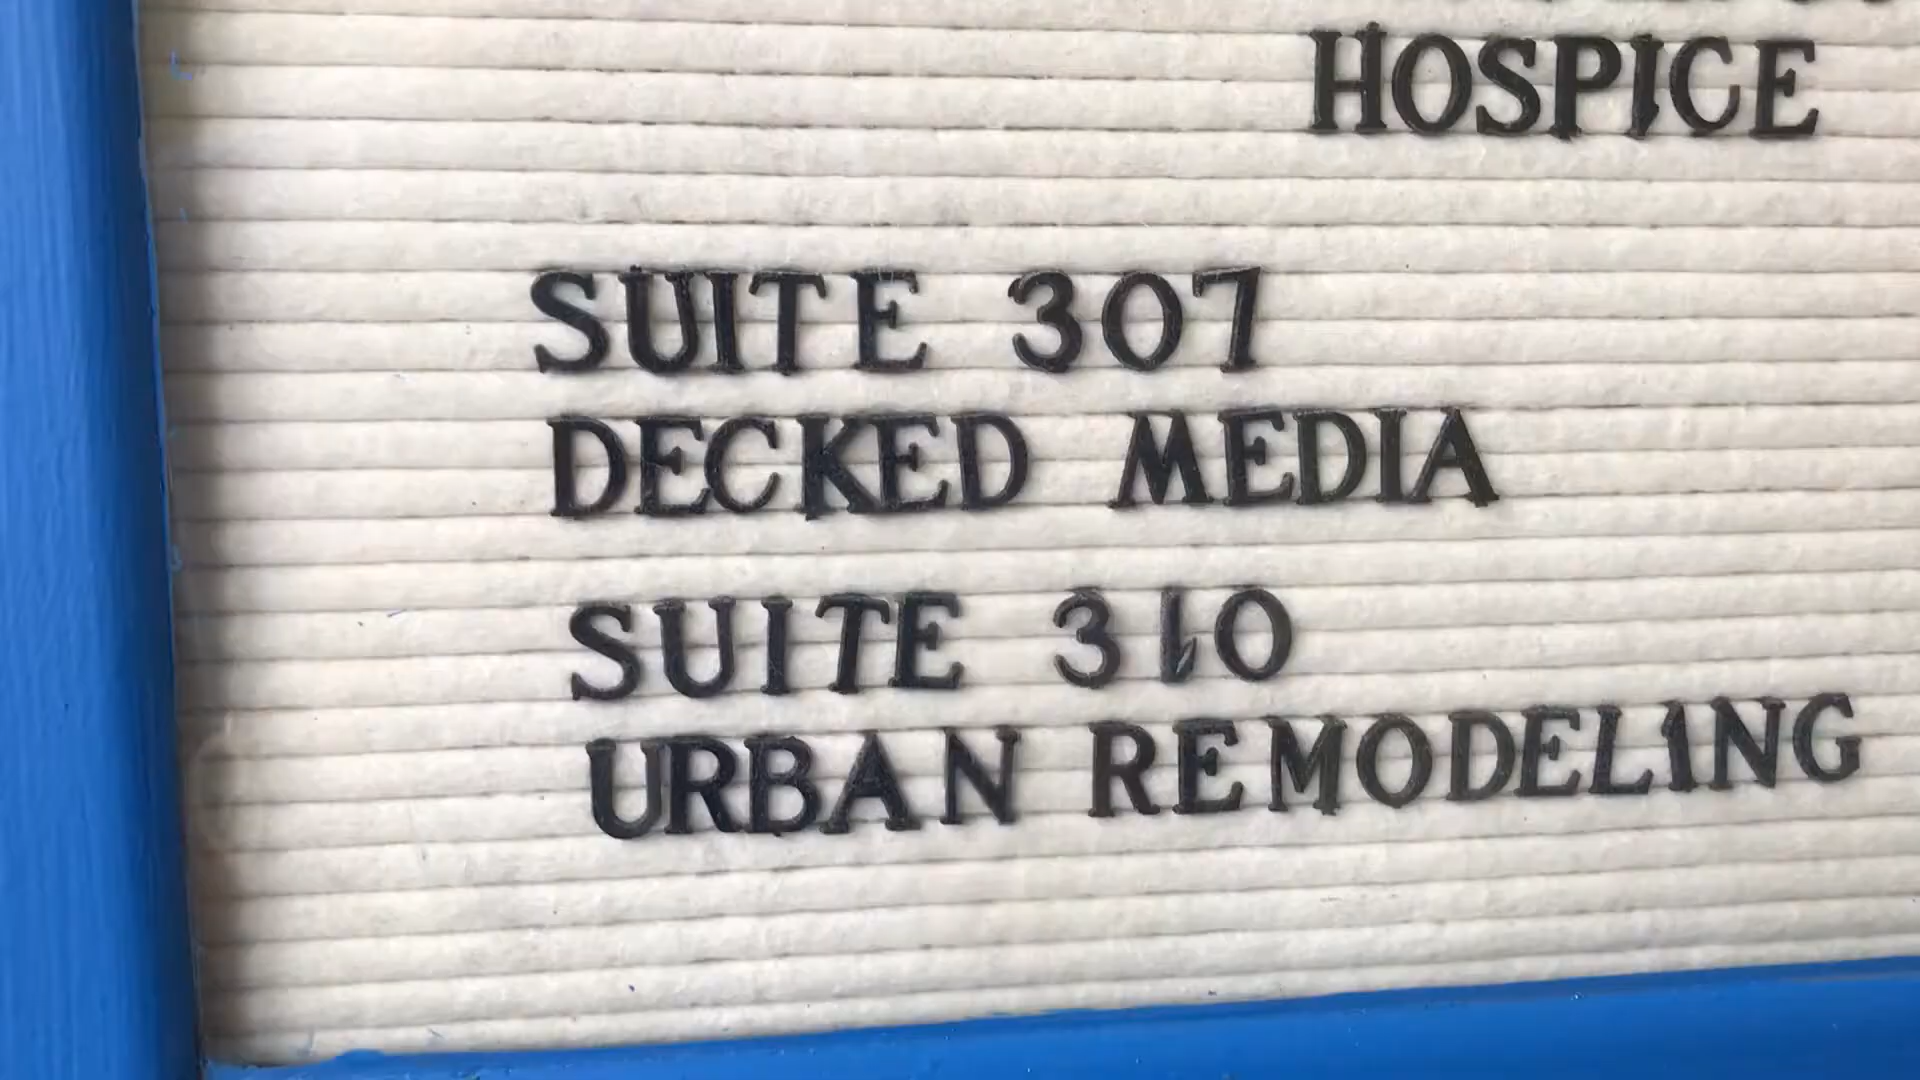 HOSPICE
SUITE 307
DECKED MEDIA
SUITE 310
URBAN REMODELING